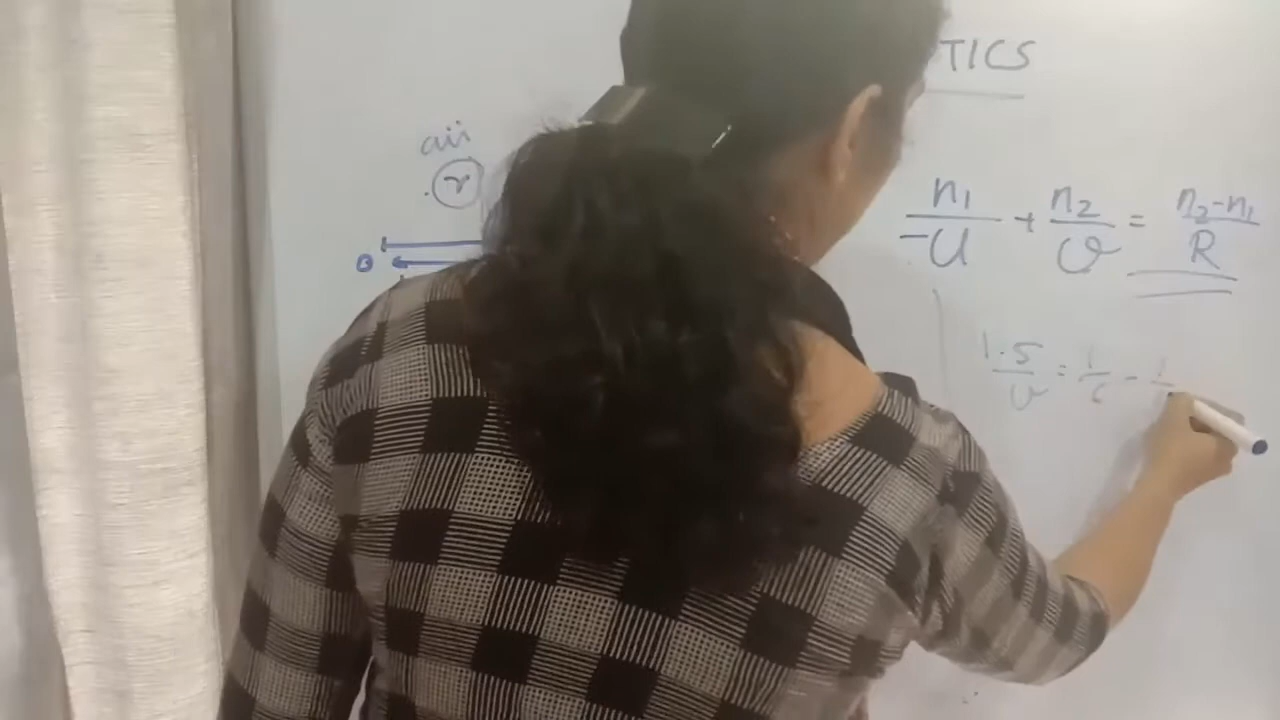 TICS
air
r
O
n1/-u + n2/v = n2-n1/R
1.5/v = 1/6 - 1